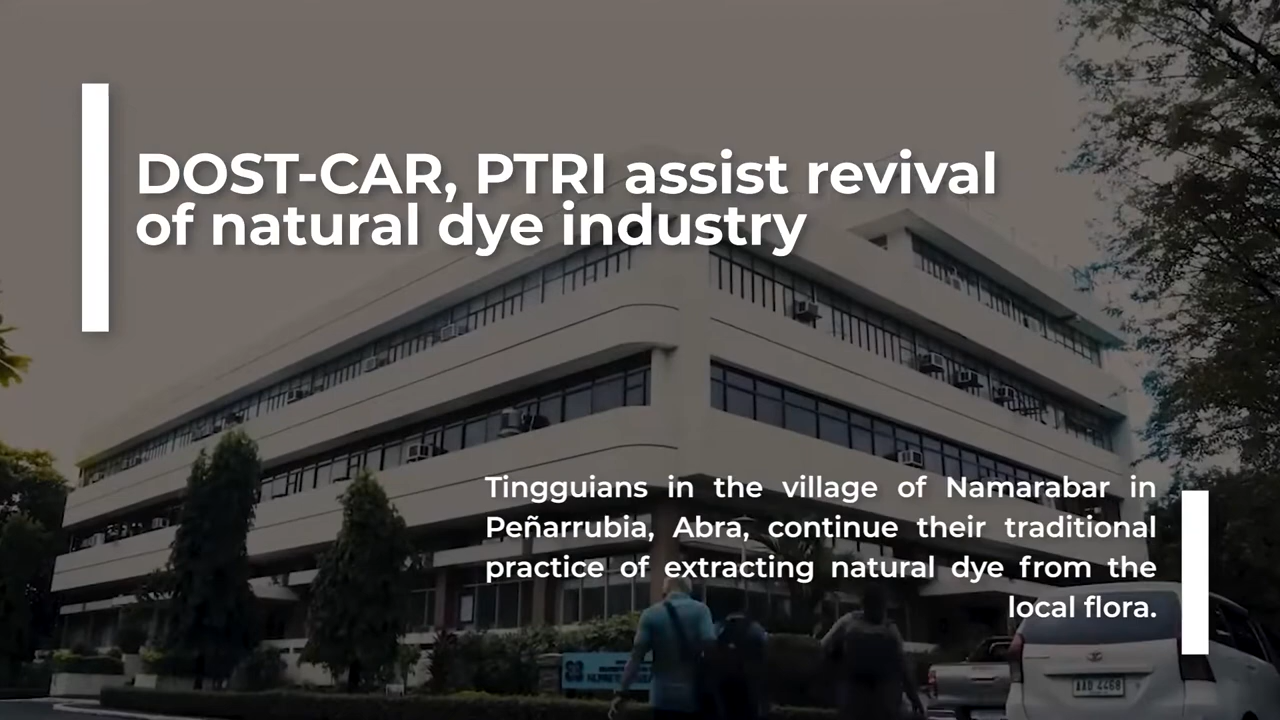 DOST-CAR, PTRI assist revival
of natural dye industry
Tingguians in the village of Namarabar in
Peñarrubia, Abra, continue their traditional
practice of extracting natural dye from the
local flora.